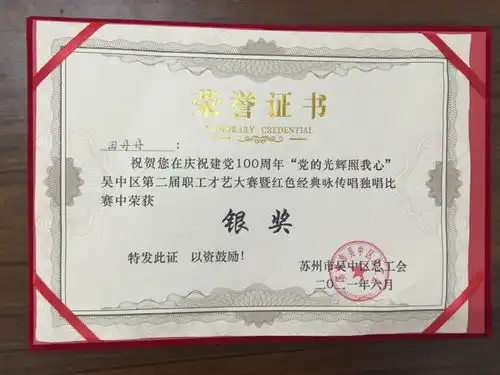 荣誉证书
HONORARY CREDENTIAL
田丹丹：
祝贺您在庆祝建党100周年“党的光辉照我心”
吴中区第二届职工才艺大赛暨红色经典咏传唱独唱比
赛中荣获
银奖
特发此证 以资鼓励！
苏州市吴中区总工会
二〇二一年六月